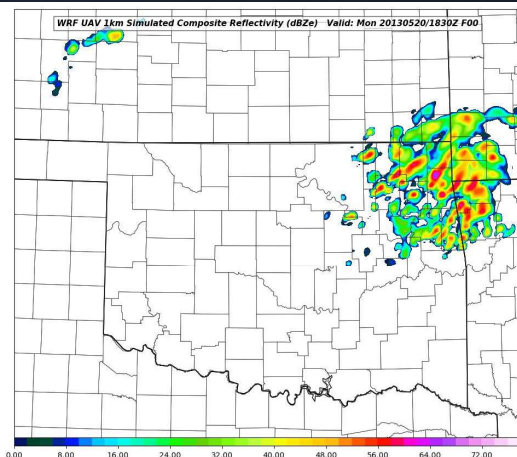 WRF UAV 1km Simulated Composite Reflectivity (dBZe) Valid: Mon 20130520/1830Z F00
0.00 8.00 16.00 24.00 32.00 40.00 48.00 56.00 64.00 72.00